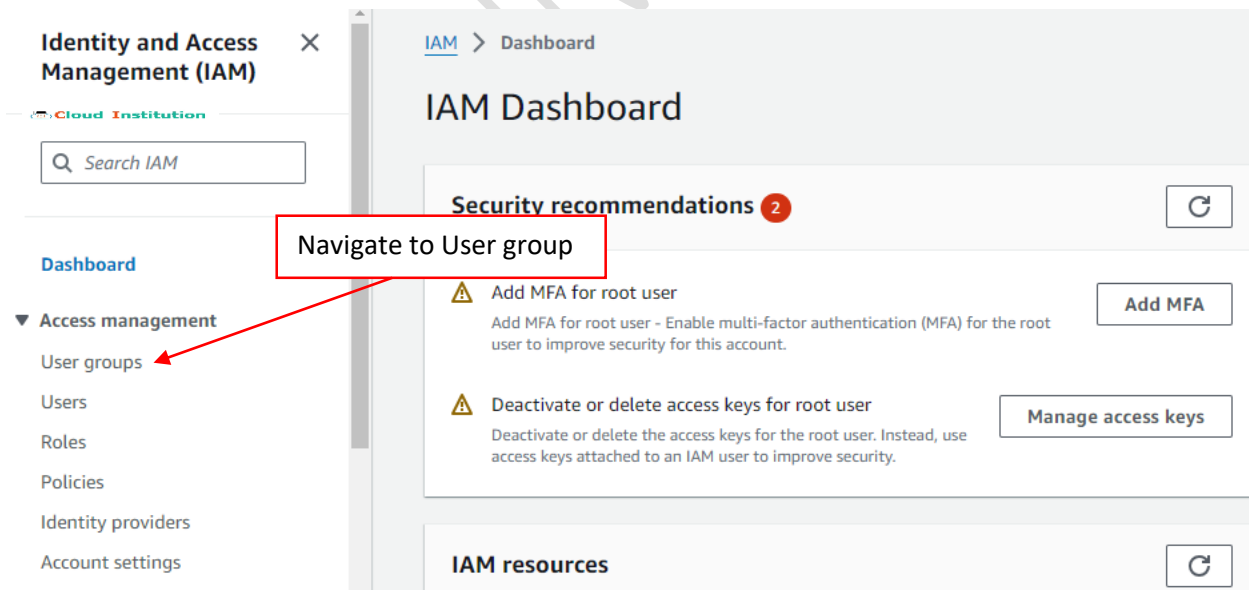 Identity and Access
Management (IAM)
Cloud Institution
Search IAM
Dashboard
Access management
User groups
Users
Roles
Policies
Identity providers
Account settings
IAM > Dashboard
IAM Dashboard
Security recommendations 2
Navigate to User group
Add MFA for root user
Add MFA for root user - Enable multi-factor authentication (MFA) for the root
user to improve security for this account.
Add MFA
Deactivate or delete access keys for root user
Deactivate or delete the access keys for the root user. Instead, use
access keys attached to an IAM user to improve security.
Manage access keys
IAM resources